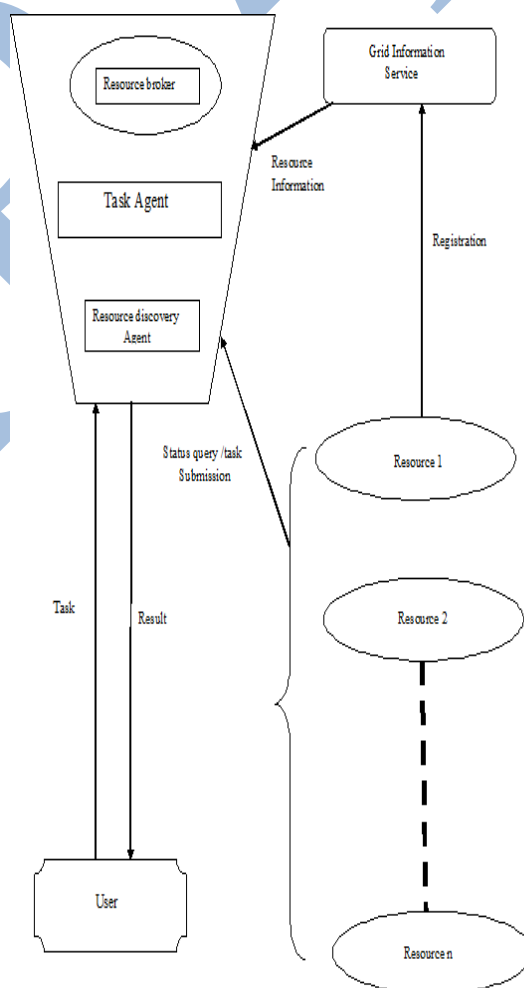 Resource broker
Task Agent
Resource discovery
Agent
Grid Information
Service
Resource
Information
Registration
Status query /task
Submission
Resource 1
Resource 2
Task
Result
User
Resource n